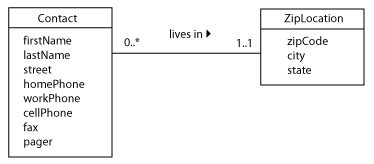 Contact
firstName
lastName
street
homePhone
workPhone
cellPhone
fax
pager
0..*
lives in
1..1
ZipLocation
zipCode
city
state